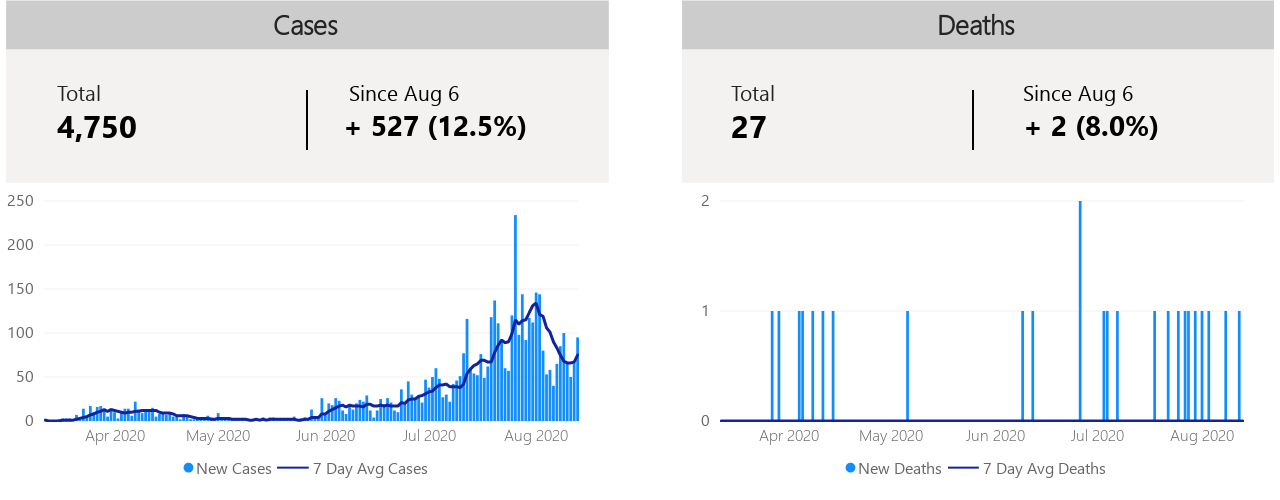 Cases
Total
4,750
Since Aug 6
+ 527 (12.5%)
250
200
150
100
50
0
Apr 2020 May 2020 Jun 2020 Jul 2020 Aug 2020
New Cases 7 Day Avg Cases
Deaths
Total
27
Since Aug 6
+ 2 (8.0%)
2
1
0
Apr 2020 May 2020 Jun 2020 Jul 2020 Aug 2020
New Deaths 7 Day Avg Deaths